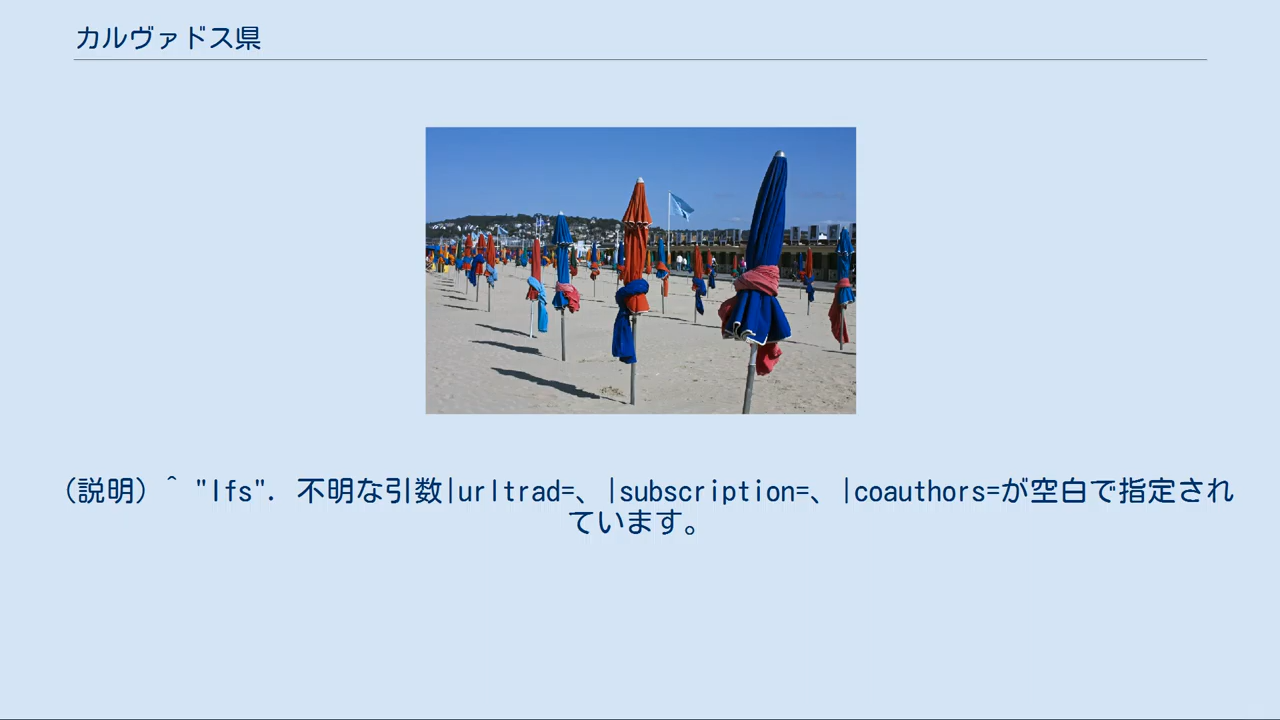 カルヴァドス県
（説明）^ "lfs". 不明な引数|urltrad=、|subscription=、|coauthors=が空白で指定され
ています。